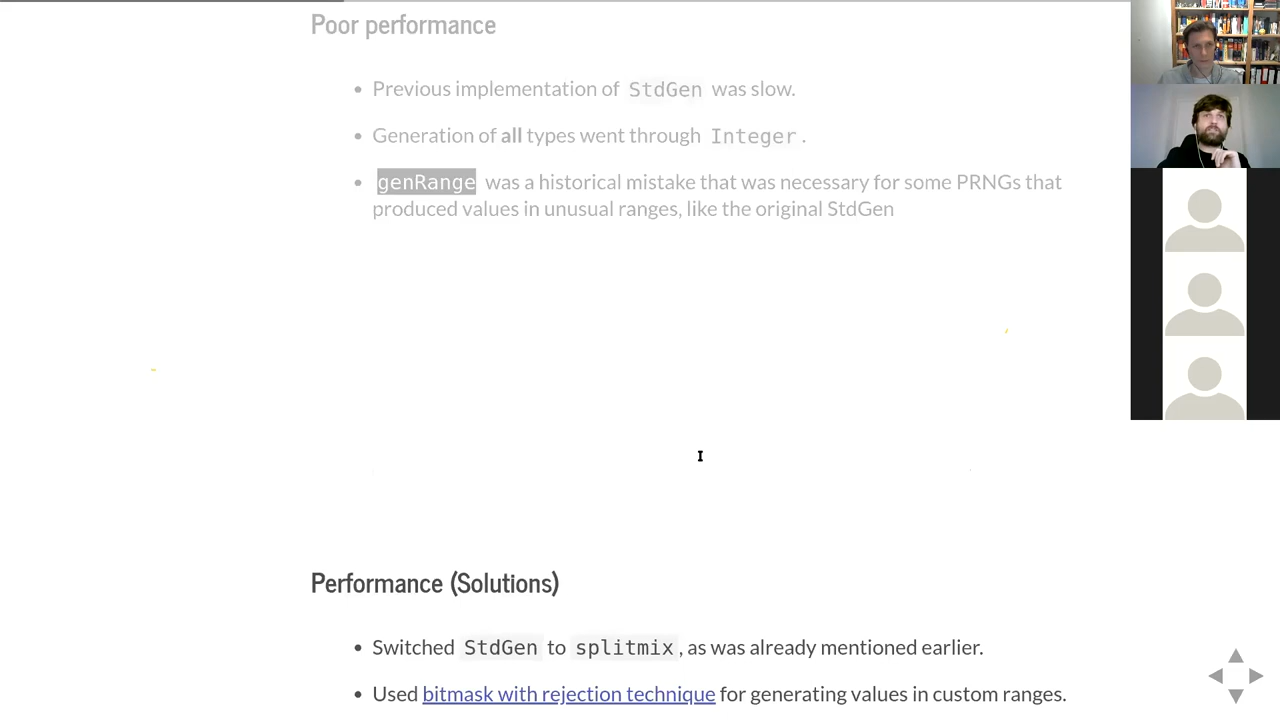 Poor performance
• Previous implementation of StdGen was slow.
• Generation of all types went through Integer.
• genRange was a historical mistake that was necessary for some PRNGs that
produced values in unusual ranges, like the original StdGen
Performance (Solutions)
• Switched StdGen to splitmix, as was already mentioned earlier.
• Used bitmask with rejection technique for generating values in custom ranges.